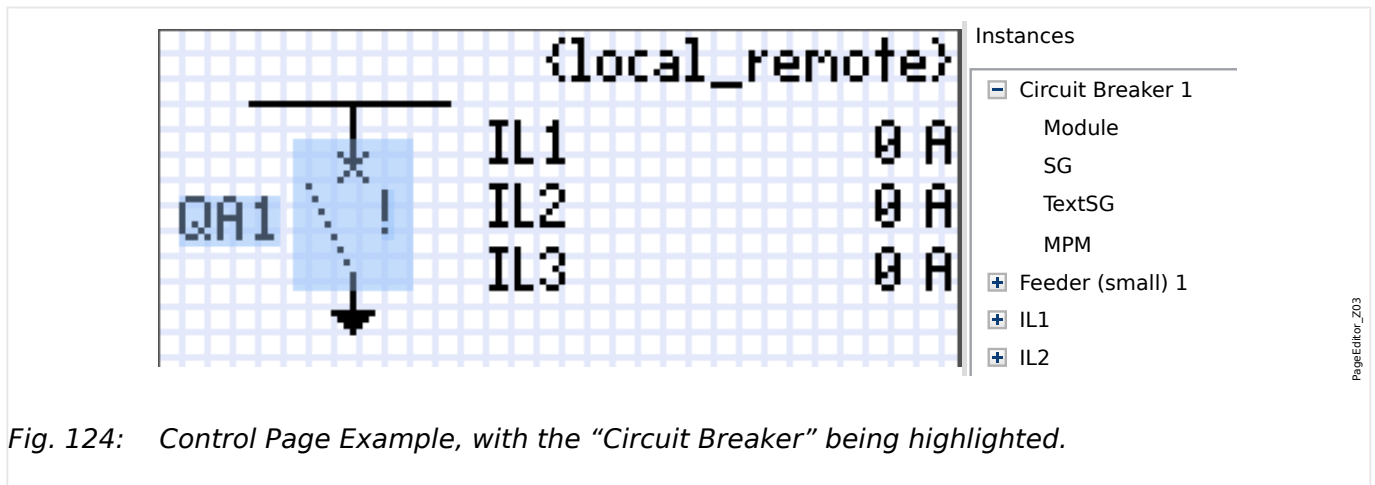 {local_remote}
IL1 0 A
QA1 ! IL2 0 A
IL3 0 A
Instances
Circuit Breaker 1
Module
SG
TextSG
MPM
Feeder (small) 1
IL1
IL2
PageEditor_Z03
Fig. 124: Control Page Example, with the “Circuit Breaker” being highlighted.